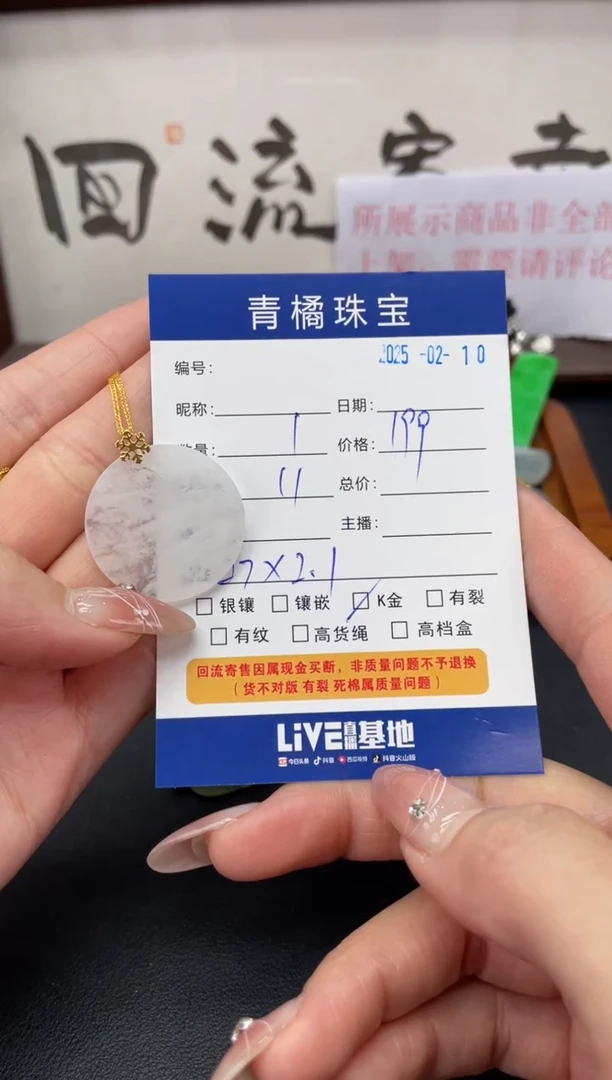 回流寄
所展示商品非全部
上架，需要请评论
青橘珠宝
编号：
2025 -02- 10
昵称： 日期：
数量： 1 价格： 199
11 总价：
主播：
27×2.1
银镶 镶嵌 K金 有裂
有纹 高货绳 高档盒
回流寄售因属现金买断，非质量问题不予退换
（货不对版 有裂 死棉属质量问题）
LiVE直播基地
今日头条 抖音 西瓜视频 抖音火山版